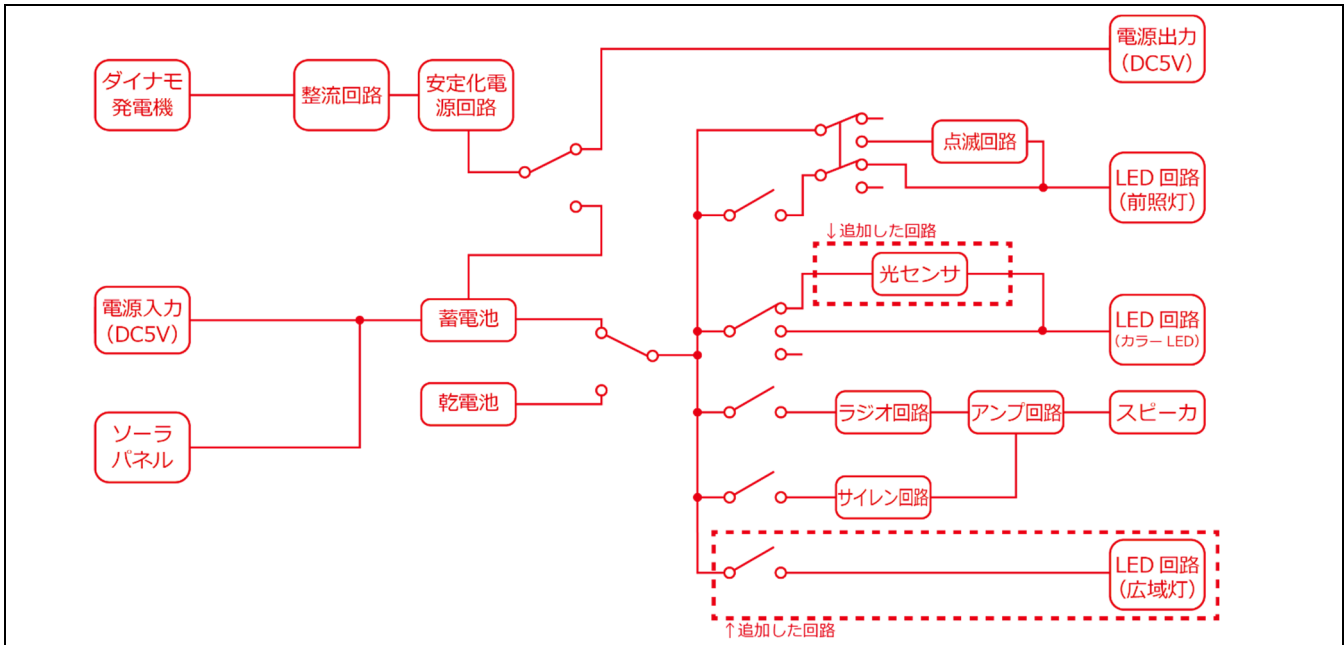 ダイナモ
発電機
整流回路
安定化電
源回路
電源出力
(DC5V)
点滅回路
LED 回路
(前照灯)
↓追加した回路
光センサ
電源入力
(DC5V)
蓄電池
LED 回路
(カラー LED)
乾電池
ラジオ回路
アンプ回路
スピーカ
ソーラ
パネル
サイレン回路
LED 回路
(広域灯)
↑追加した回路